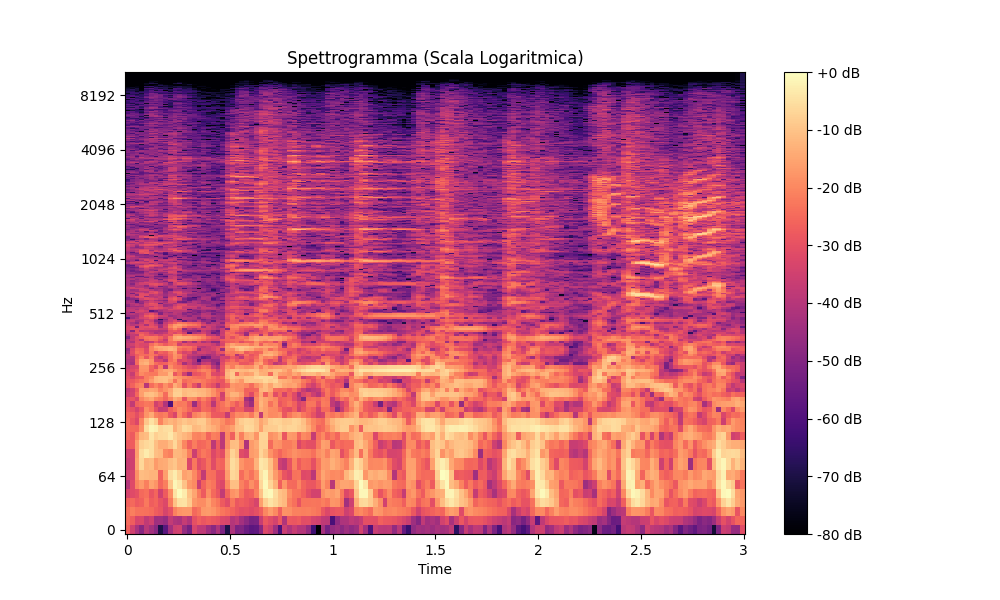 Spettrogramma (Scala Logaritmica)
Hz
8192
4096
2048
1024
512
256
128
64
0
0
0.5
1
1.5
2
2.5
3
Time
+0 dB
-10 dB
-20 dB
-30 dB
-40 dB
-50 dB
-60 dB
-70 dB
-80 dB